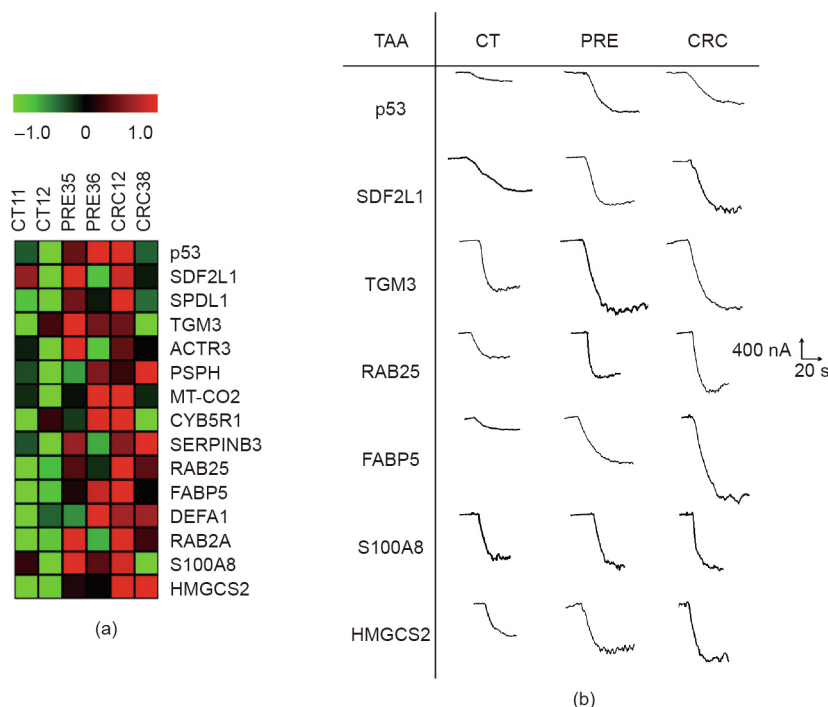 −1.0 0 1.0
CT11 CT12 PRE35 PRE36 CRC12 CRC38
p53
SDF2L1
SPDL1
TGM3
ACTR3
PSPH
MT-CO2
CYB5R1
SERPINB3
RAB25
FABP5
DEFA1
RAB2A
S100A8
HMGCS2
(a)
TAA CT PRE CRC
p53
SDF2L1
TGM3
RAB25
FABP5
S100A8
HMGCS2
400 nA
20 s
(b)